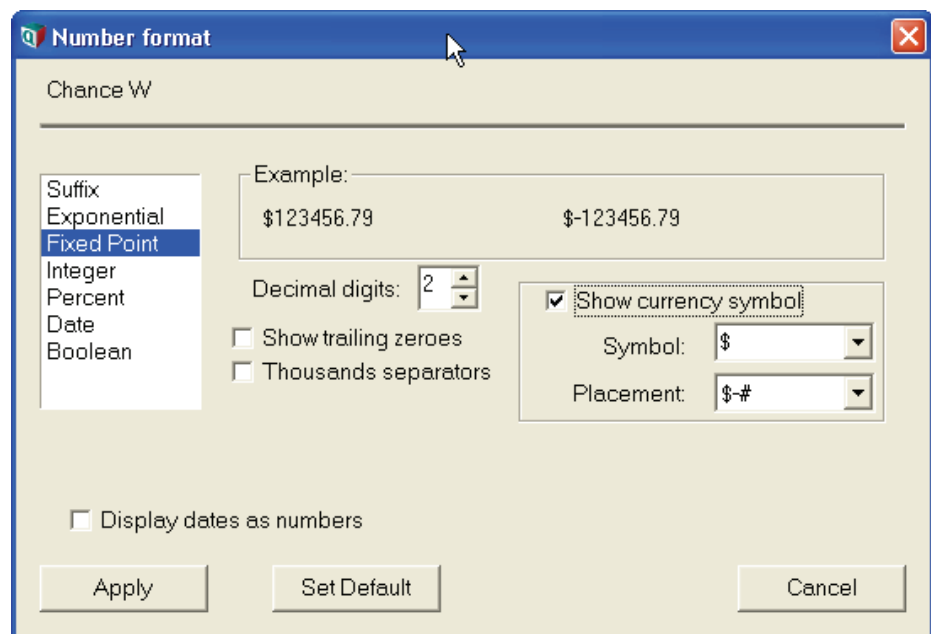 Number format
Chance W
Suffix
Exponential
Fixed Point
Integer
Percent
Date
Boolean
Example:
$123456.79 $-123456.79
Decimal digits: 2
Show trailing zeroes
Thousands separators
Show currency symbol
Symbol: $
Placement: $-#
Display dates as numbers
Apply Set Default Cancel